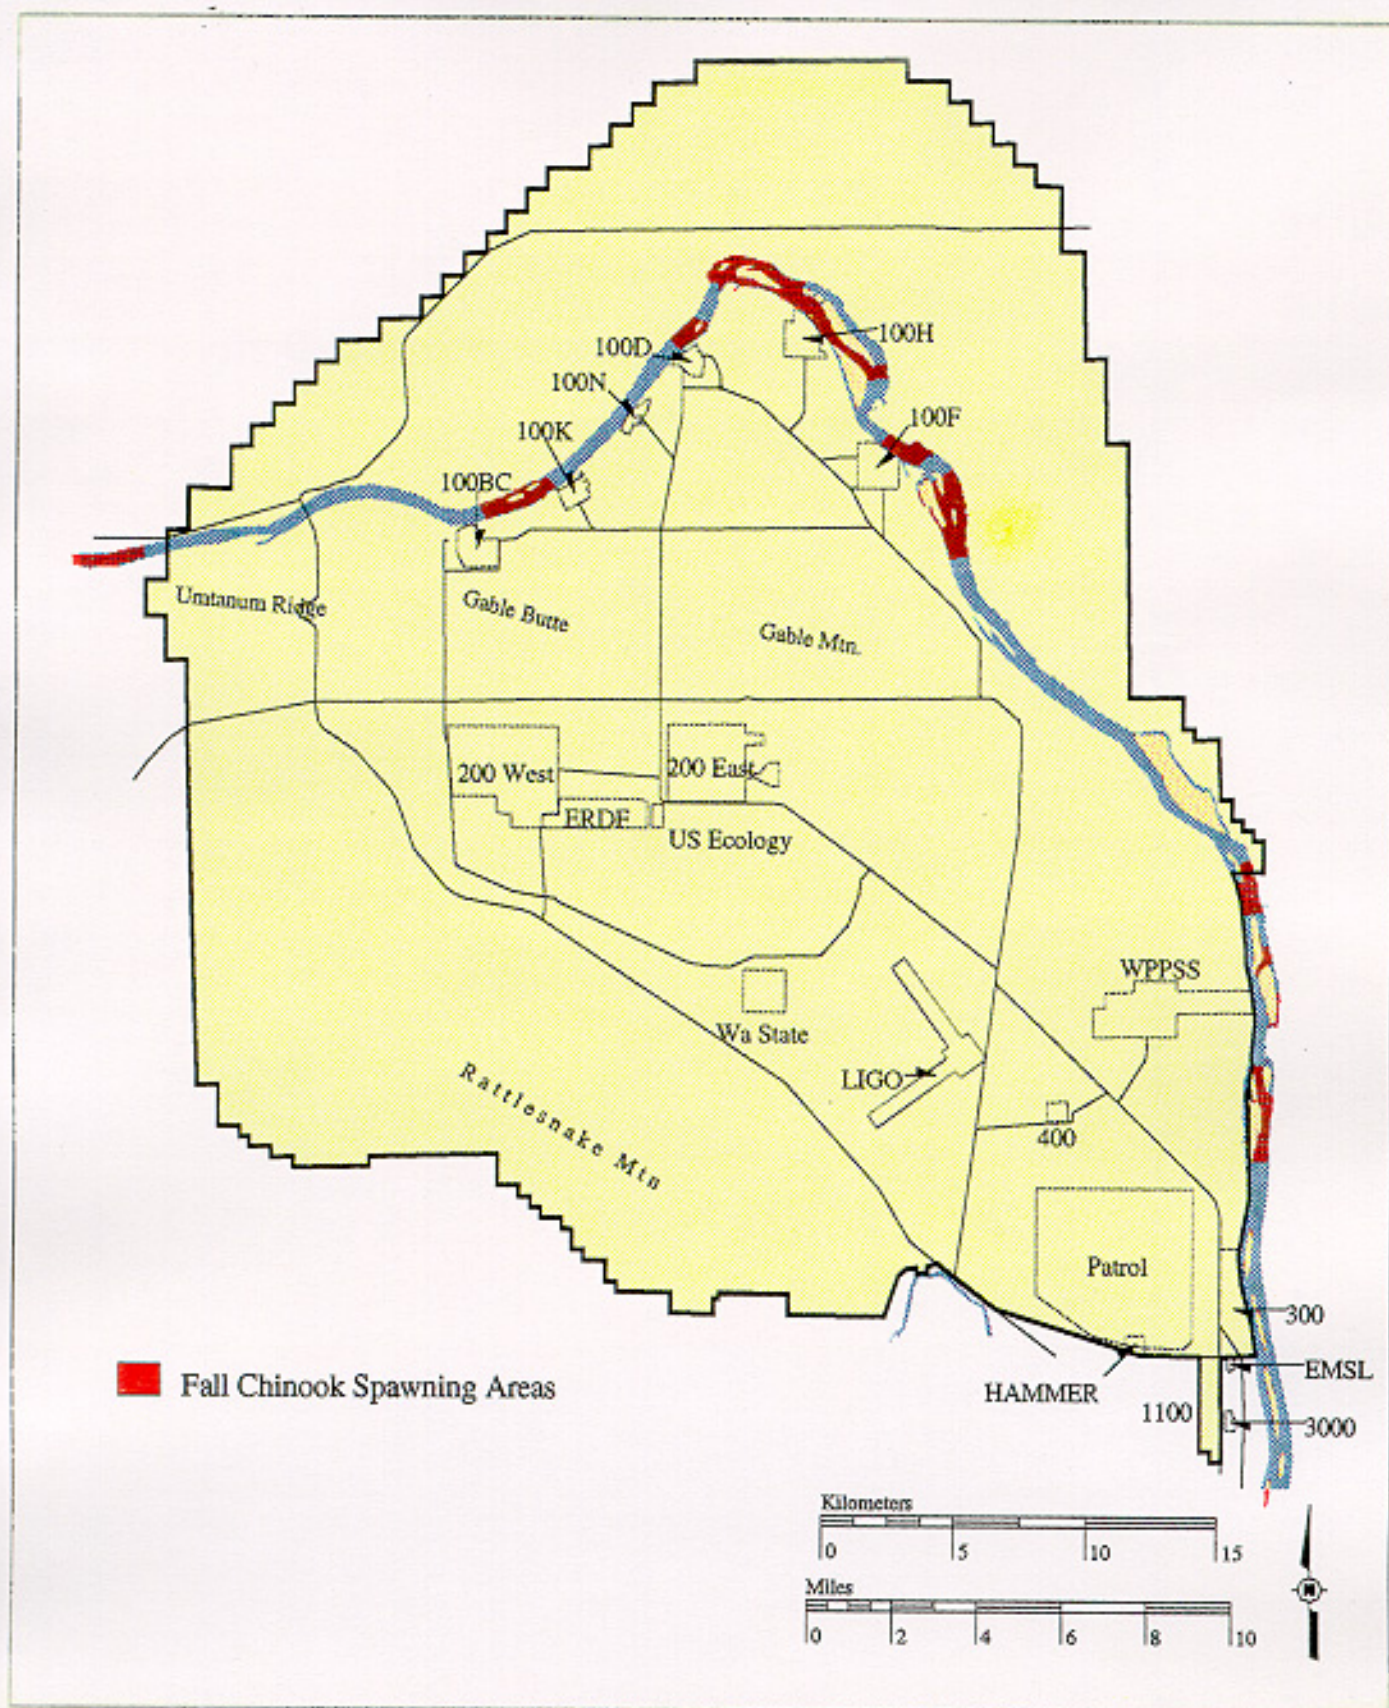 100H
100D
100N
100F
100K
100BC
Umtanum Ridge
Gable Butte
Gable Mtn.
200 West
200 East
ERDF
US Ecology
WPPSS
Wa State
LIGO
Rattlesnake Mtn
400
Patrol
300
EMSL
Fall Chinook Spawning Areas
HAMMER
1100
3000
Kilometers
0 5 10 15
Miles
0 2 4 6 8 10
N